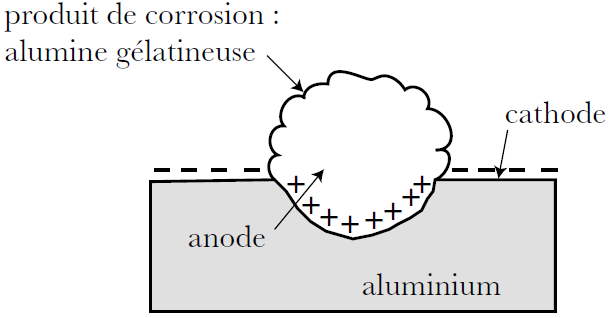 produit de corrosion :
alumine gélatineuse
cathode
anode
aluminium